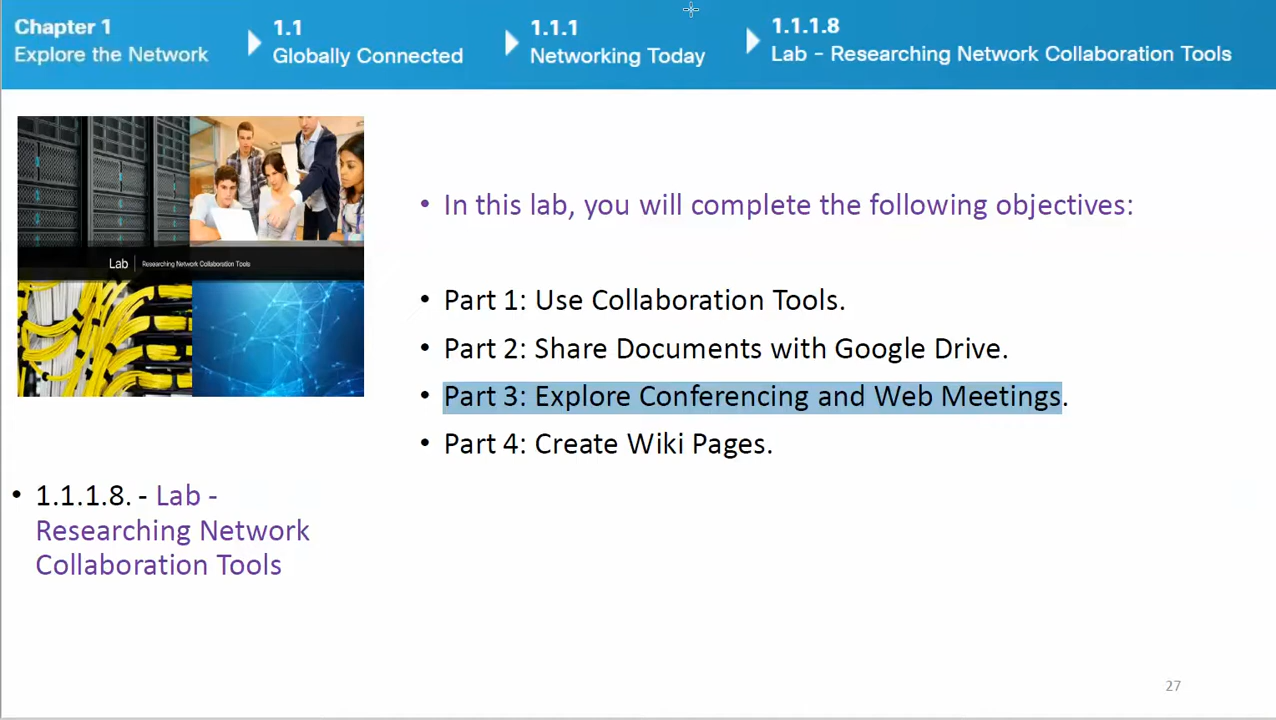 Chapter 1
Explore the Network
1.1
Globally Connected
1.1.1
Networking Today
1.1.1.8
Lab – Researching Network Collaboration Tools
Lab | Researching Network Collaboration Tools
• In this lab, you will complete the following objectives:
• Part 1: Use Collaboration Tools.
• Part 2: Share Documents with Google Drive.
• Part 3: Explore Conferencing and Web Meetings.
• Part 4: Create Wiki Pages.
• 1.1.1.8. - Lab -
Researching Network
Collaboration Tools
27